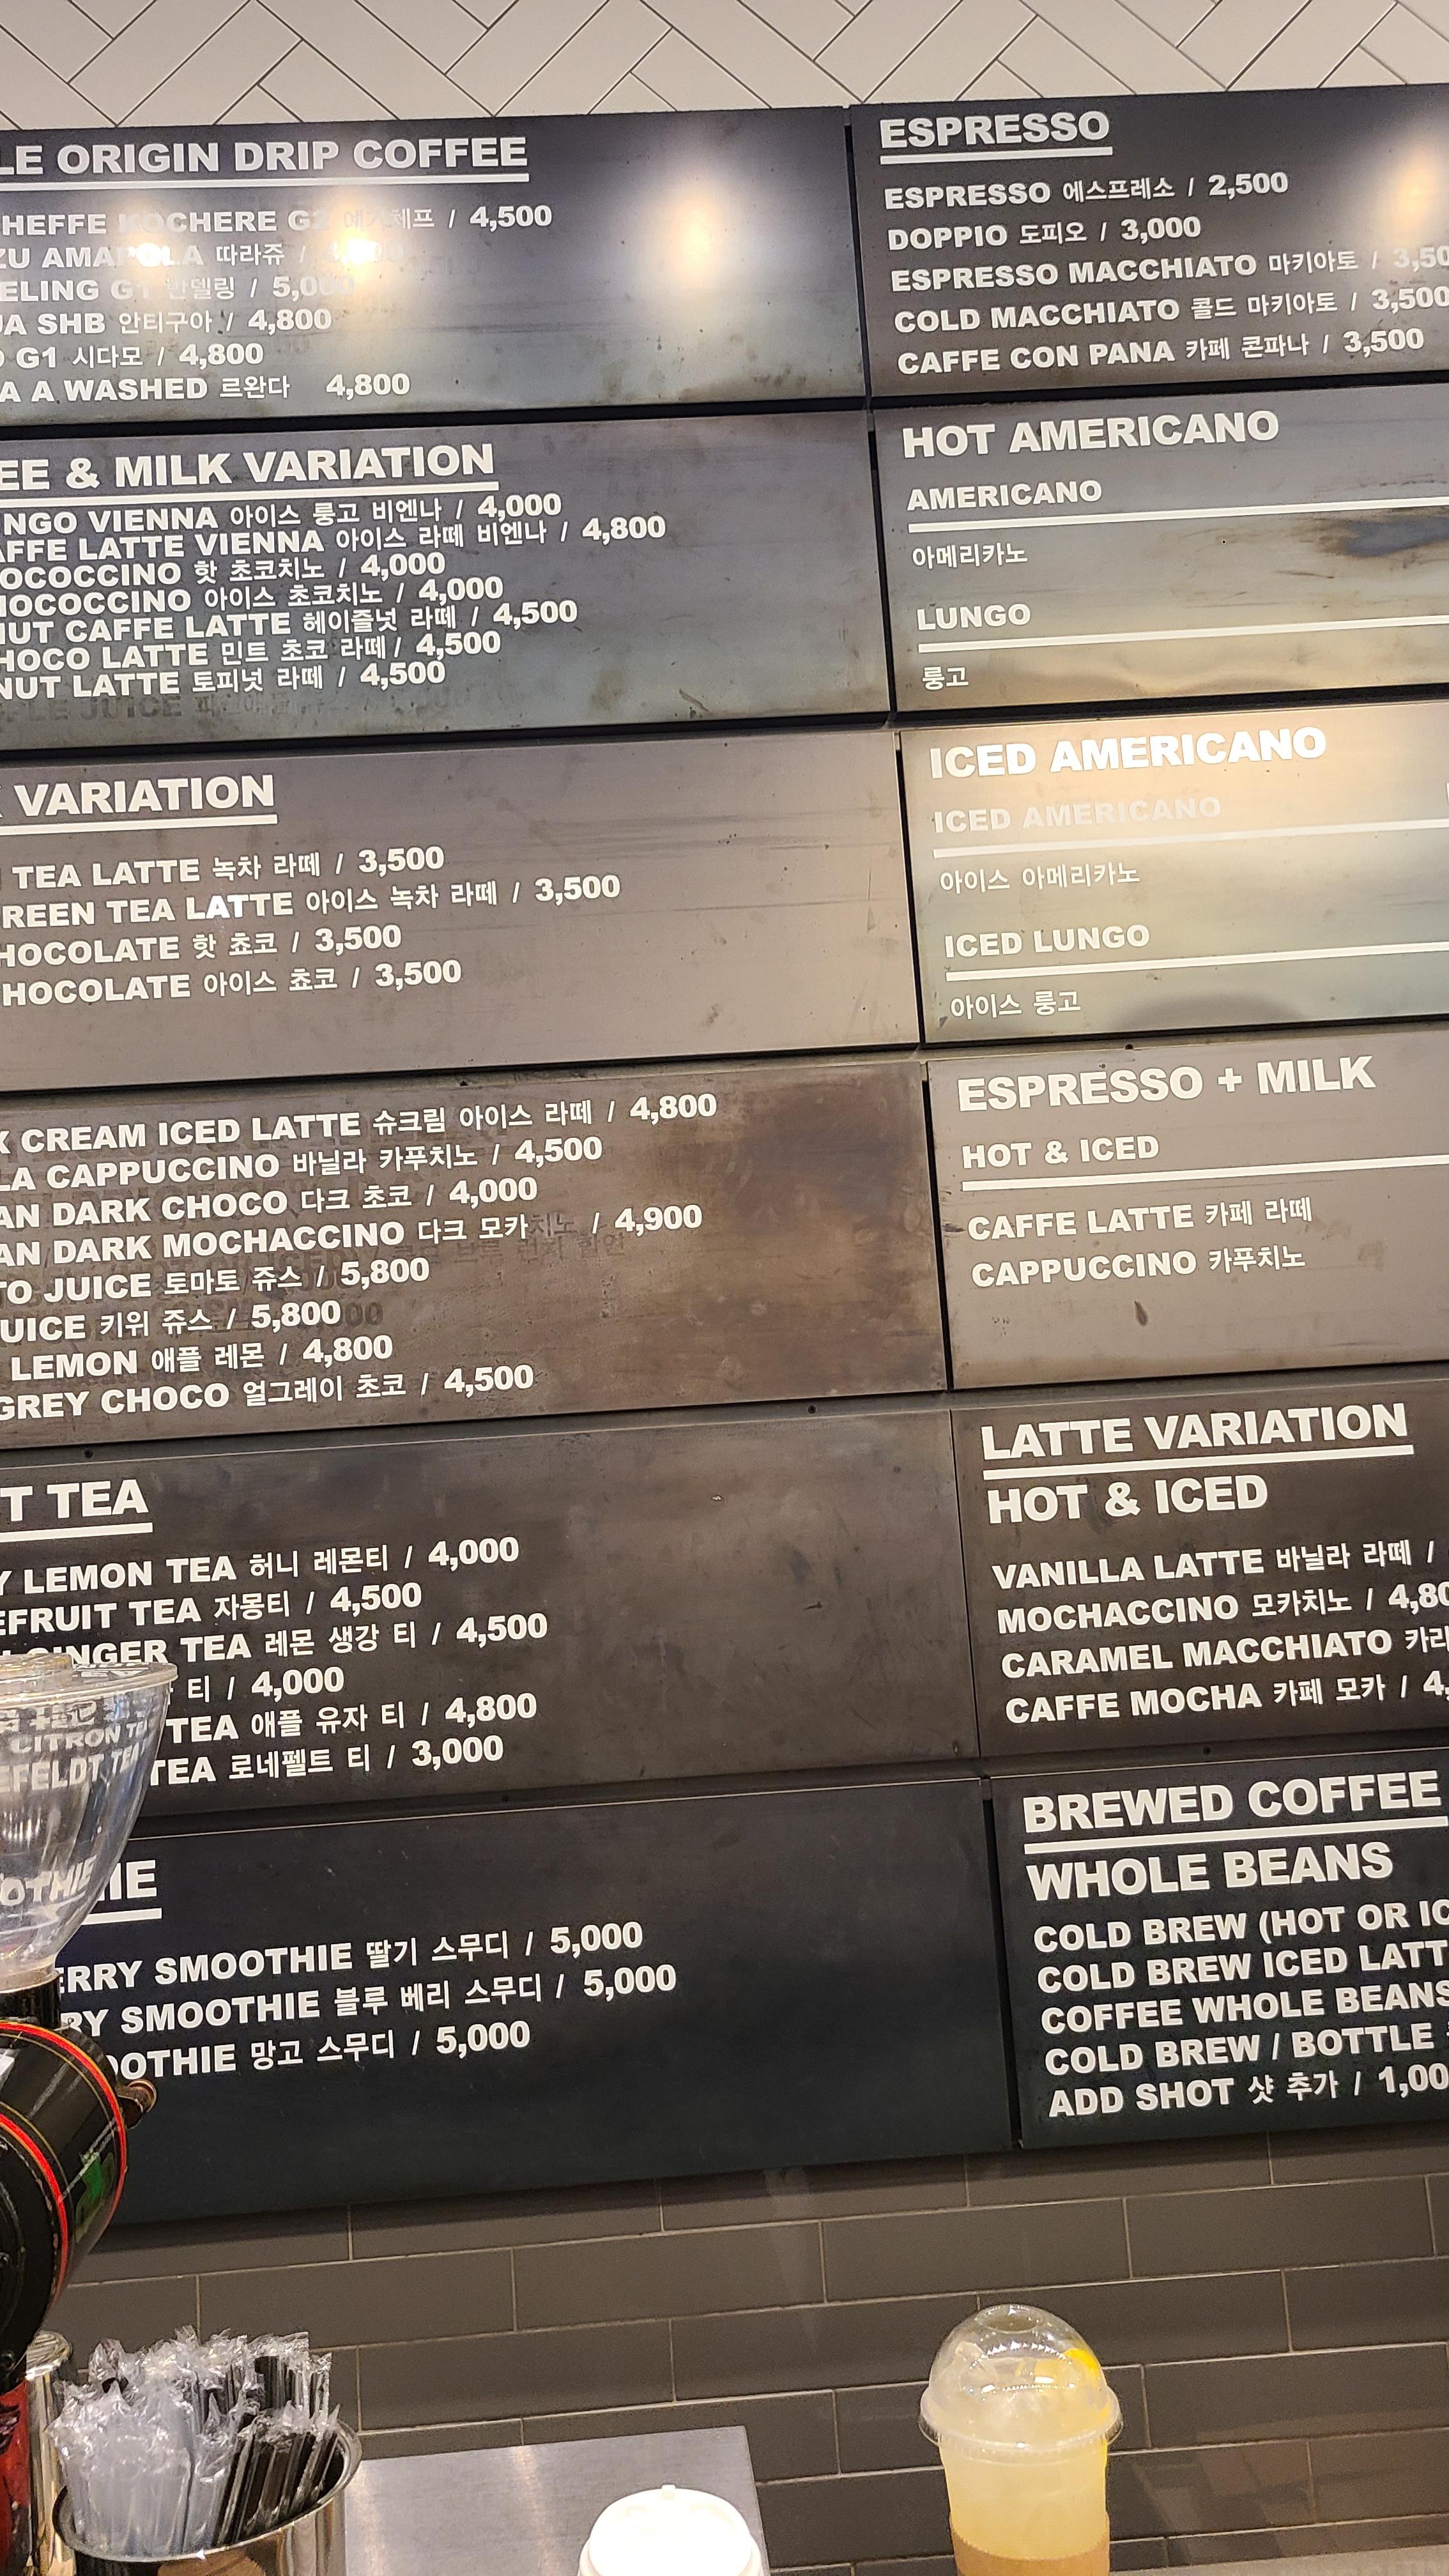 LE ORIGIN DRIP COFFEE
HEFFE KOCHERE G2 예가체프 / 4,500
ZU AMAPOLA 따라쥬 /
ELING G1 만델링 / 5,000
UA SHB 안티구아 / 4,800
O G1 시다모 / 4,800
A A WASHED 르완다 4,800
EE & MILK VARIATION
NGO VIENNA 아이스 룽고 비엔나 / 4,000
AFFE LATTE VIENNA 아이스 라떼 비엔나 / 4,800
OCOCCINO 핫 초코치노 / 4,000
HOCOCCINO 아이스 초코치노 / 4,000
NUT CAFFE LATTE 헤이즐넛 라떼 / 4,500
HOCO LATTE 민트 초코 라떼 / 4,500
NUT LATTE 토피넛 라떼 / 4,500
VARIATION
TEA LATTE 녹차 라떼 / 3,500
REEN TEA LATTE 아이스 녹차 라떼 / 3,500
HOCOLATE 핫 쵸코 / 3,500
HOCOLATE 아이스 쵸코 / 3,500
X CREAM ICED LATTE 슈크림 아이스 라떼 / 4,800
LA CAPPUCCINO 바닐라 카푸치노 / 4,500
AN DARK CHOCO 다크 초코 / 4,000
AN DARK MOCHACCINO 다크 모카치노 / 4,900
TO JUICE 토마토 쥬스 / 5,800
UICE 키위 쥬스 / 5,800
LEMON 애플 레몬 / 4,800
GREY CHOCO 얼그레이 초코 / 4,500
T TEA
Y LEMON TEA 허니 레몬티 / 4,000
EFRUIT TEA 자몽티 / 4,500
GINGER TEA 레몬 생강 티 / 4,500
티 / 4,000
CITRON TEA
TEA 애플 유자 티 / 4,800
EFELDT TEA
TEA 로네펠트 티 / 3,000
IE
ERRY SMOOTHIE 딸기 스무디 / 5,000
RY SMOOTHIE 블루 베리 스무디 / 5,000
OOTHIE 망고 스무디 / 5,000
ESPRESSO
ESPRESSO 에스프레소 / 2,500
DOPPIO 도피오 / 3,000
ESPRESSO MACCHIATO 마키아토 / 3,50
COLD MACCHIATO 콜드 마키아토 / 3,500
CAFFE CON PANA 카페 콘파나 / 3,500
HOT AMERICANO
AMERICANO
아메리카노
LUNGO
룽고
ICED AMERICANO
ICED AMERICANO
아이스 아메리카노
ICED LUNGO
아이스 룽고
ESPRESSO + MILK
HOT & ICED
CAFFE LATTE 카페 라떼
CAPPUCCINO 카푸치노
LATTE VARIATION
HOT & ICED
VANILLA LATTE 바닐라 라떼 /
MOCHACCINO 모카치노 / 4,80
CARAMEL MACCHIATO 카라
CAFFE MOCHA 카페 모카 / 4,
BREWED COFFEE
WHOLE BEANS
COLD BREW (HOT OR IC
COLD BREW ICED LATT
COFFEE WHOLE BEANS
COLD BREW / BOTTLE
ADD SHOT 샷 추가 / 1,00